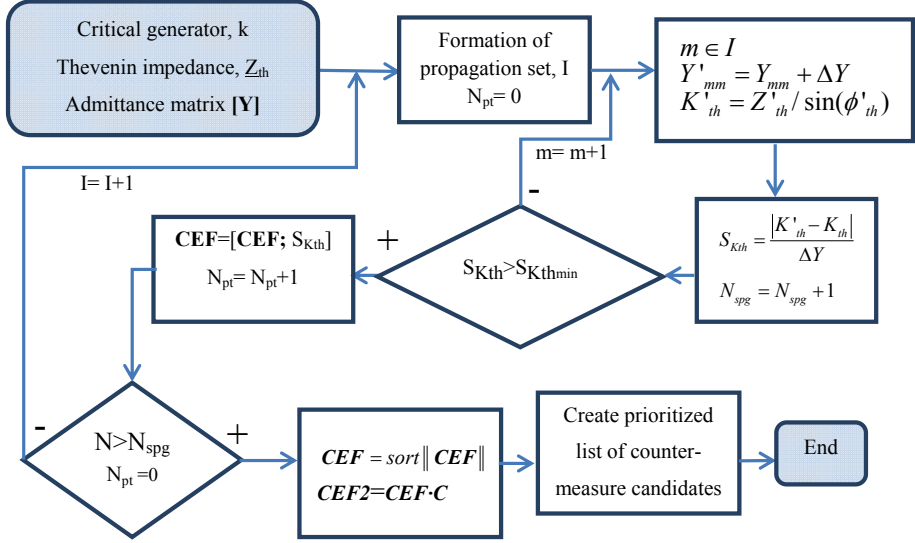 Critical generator, k
Thevenin impedance, Z_th
Admittance matrix [Y]
Formation of
propagation set, I
N_pt= 0
m ∈ I
Y'_mm = Y_mm + ΔY
K'_th = Z'_th / sin(ϕ'_th)
I= I+1
m= m+1
-
CEF=[CEF; S_Kth]
N_pt= N_pt+1
+
S_Kth>S_Kth_min
S_Kth = |K'_th − K_th| / ΔY
N_spg = N_spg + 1
-
N>N_spg
N_pt =0
+
CEF = sort‖ CEF‖
CEF2=CEF·C
Create prioritized
list of counter-
measure candidates
End